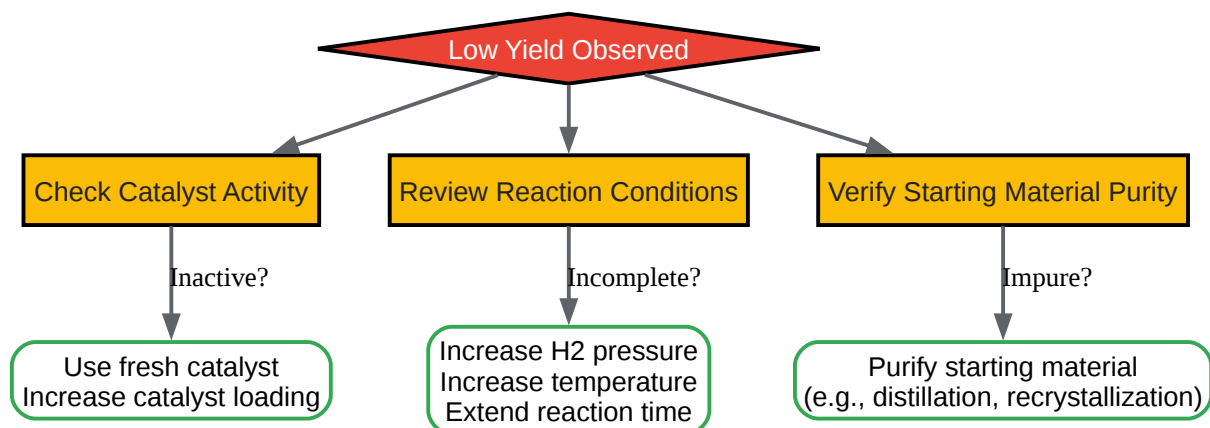 Low Yield Observed
Check Catalyst Activity
Review Reaction Conditions
Verify Starting Material Purity
Inactive?
Incomplete?
Impure?
Use fresh catalyst
Increase catalyst loading
Increase H2 pressure
Increase temperature
Extend reaction time
Purify starting material
(e.g., distillation, recrystallization)